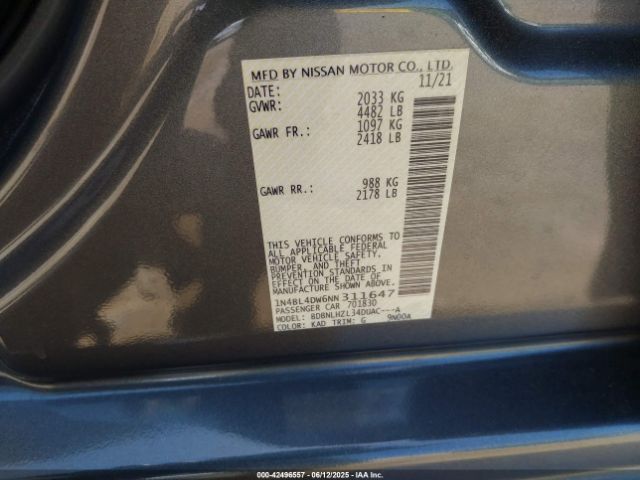 MFD BY NISSAN MOTOR CO., LTD.
DATE: 11/21
GVWR: 2033 KG
4482 LB
GAWR FR.: 1097 KG
2418 LB
GAWR RR.: 988 KG
2178 LB
THIS VEHICLE CONFORMS TO
ALL APPLICABLE FEDERAL
MOTOR VEHICLE SAFETY,
BUMPER, AND THEFT
PREVENTION STANDARDS IN
EFFECT ON THE DATE OF
MANUFACTURE SHOWN ABOVE.
1N4BL4DW6NN311647
PASSENGER CAR 701830
MODEL: BDBNLHZL34DUAC---A
COLOR: KAD TRIM: G 9N00A
000-42496557 - 06/12/2025 - IAA Inc.